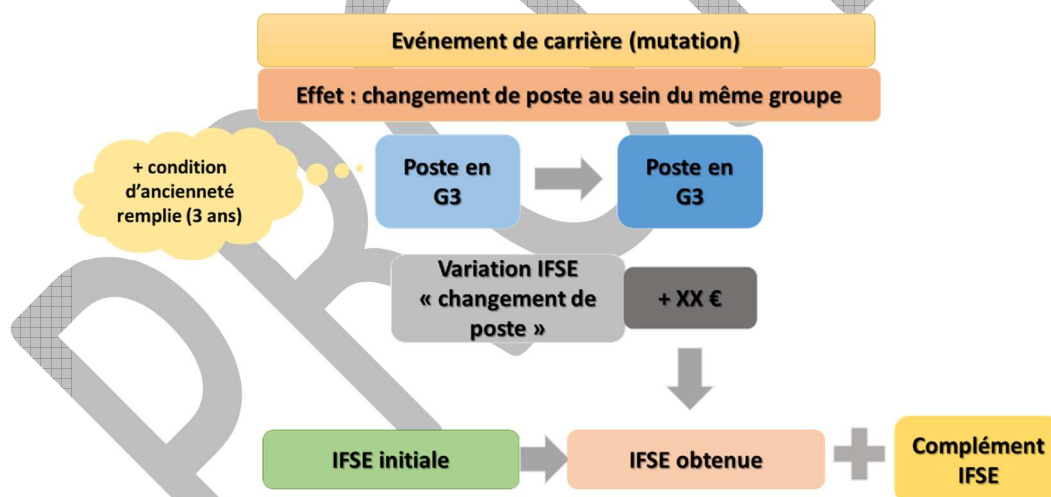 Evénement de carrière (mutation)
Effet : changement de poste au sein du même groupe
+ condition
d'ancienneté
remplie (3 ans)
Poste en
G3
Poste en
G3
Variation IFSE
« changement de
poste »
+ XX €
IFSE initiale
IFSE obtenue
Complément
IFSE